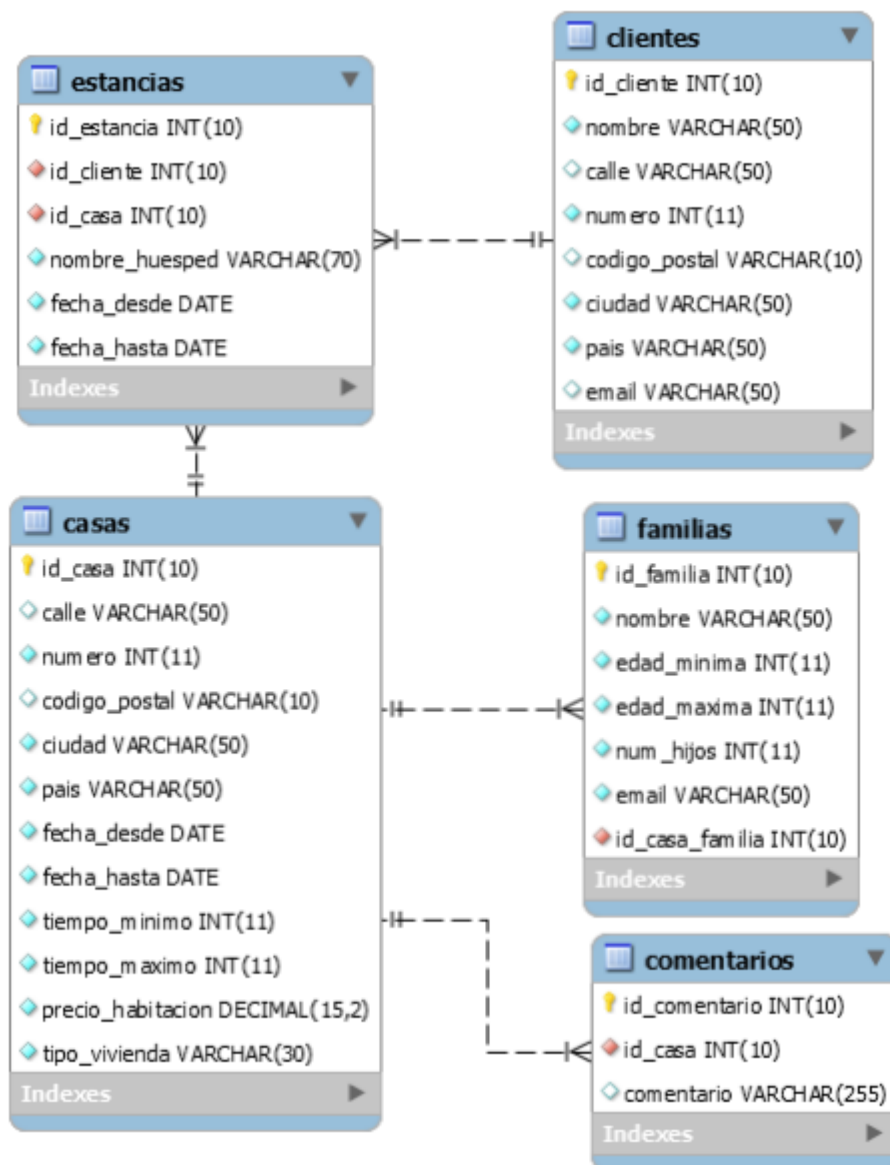 estancias
id_estancia INT(10)
id_cliente INT(10)
id_casa INT(10)
nombre_huesped VARCHAR(70)
fecha_desde DATE
fecha_hasta DATE
Indexes
clientes
id_cliente INT(10)
nombre VARCHAR(50)
calle VARCHAR(50)
numero INT(11)
codigo_postal VARCHAR(10)
ciudad VARCHAR(50)
pais VARCHAR(50)
email VARCHAR(50)
Indexes
casas
id_casa INT(10)
calle VARCHAR(50)
numero INT(11)
codigo_postal VARCHAR(10)
ciudad VARCHAR(50)
pais VARCHAR(50)
fecha_desde DATE
fecha_hasta DATE
tiempo_minimo INT(11)
tiempo_maximo INT(11)
precio_habitacion DECIMAL(15,2)
tipo_vivienda VARCHAR(30)
Indexes
familias
id_familia INT(10)
nombre VARCHAR(50)
edad_minima INT(11)
edad_maxima INT(11)
num_hijos INT(11)
email VARCHAR(50)
id_casa_familia INT(10)
Indexes
comentarios
id_comentario INT(10)
id_casa INT(10)
comentario VARCHAR(255)
Indexes